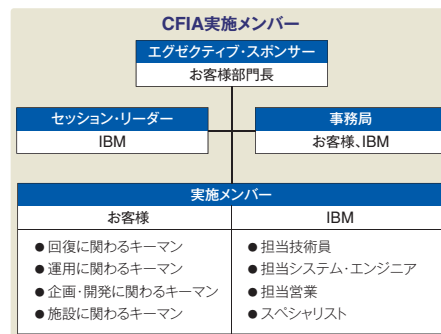 CFIA実施メンバー
エグゼクティブ・スポンサー
お客様部門長
セッション・リーダー
IBM
事務局
お客様、IBM
実施メンバー
お客様
IBM
●回復に関わるキーマン
●運用に関わるキーマン
●企画・開発に関わるキーマン
●施設に関わるキーマン
●担当技術員
●担当システム・エンジニア
●担当営業
●スペシャリスト